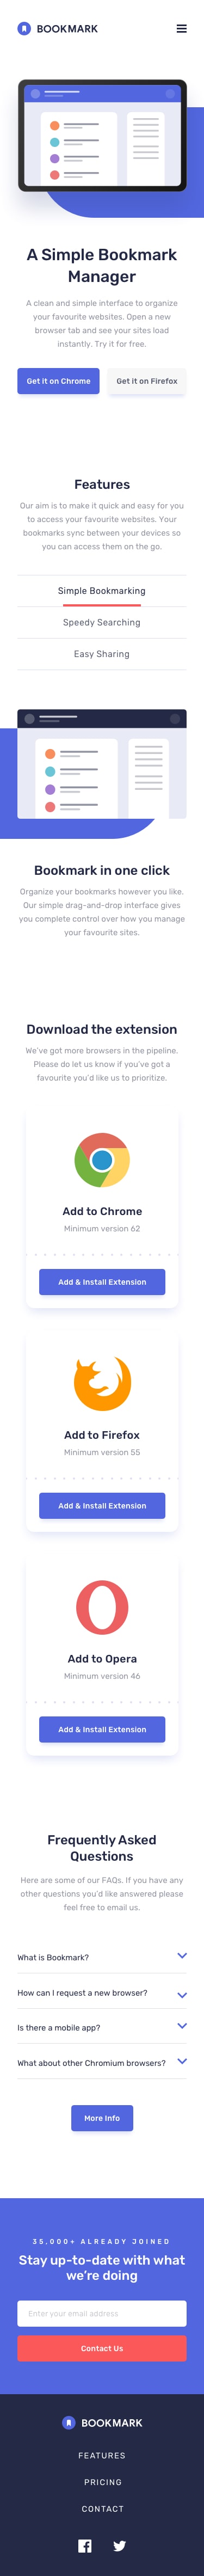 BOOKMARK
A Simple Bookmark
Manager
A clean and simple interface to organize
your favourite websites. Open a new
browser tab and see your sites load
instantly. Try it for free.
Get it on Chrome
Get it on Firefox
Features
Our aim is to make it quick and easy for you
to access your favourite websites. Your
bookmarks sync between your devices so
you can access them on the go.
Simple Bookmarking
Speedy Searching
Easy Sharing
Bookmark in one click
Organize your bookmarks however you like.
Our simple drag-and-drop interface gives
you complete control over how you manage
your favourite sites.
Download the extension
We've got more browsers in the pipeline.
Please do let us know if you've got a
favourite you'd like us to prioritize.
Add to Chrome
Minimum version 62
Add & Install Extension
Add to Firefox
Minimum version 55
Add & Install Extension
Add to Opera
Minimum version 46
Add & Install Extension
Frequently Asked
Questions
Here are some of our FAQs. If you have any
other questions you'd like answered please
feel free to email us.
What is Bookmark?
How can I request a new browser?
Is there a mobile app?
What about other Chromium browsers?
More Info
35,000+ ALREADY JOINED
Stay up-to-date with what
we're doing
Enter your email address
Contact Us
BOOKMARK
FEATURES
PRICING
CONTACT